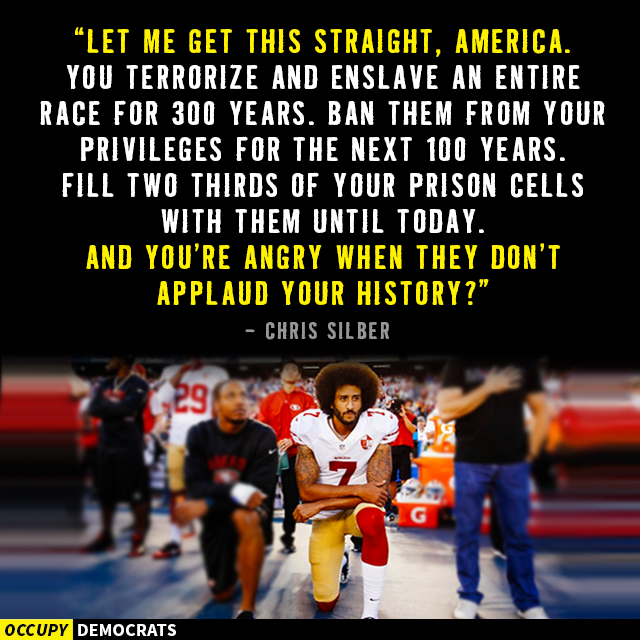 “LET ME GET THIS STRAIGHT, AMERICA.
YOU TERRORIZE AND ENSLAVE AN ENTIRE
RACE FOR 300 YEARS. BAN THEM FROM YOUR
PRIVILEGES FOR THE NEXT 100 YEARS.
FILL TWO THIRDS OF YOUR PRISON CELLS
WITH THEM UNTIL TODAY.
AND YOU’RE ANGRY WHEN THEY DON’T
APPLAUD YOUR HISTORY?”
– CHRIS SILBER
29
7
7
G
G
OCCUPY DEMOCRATS